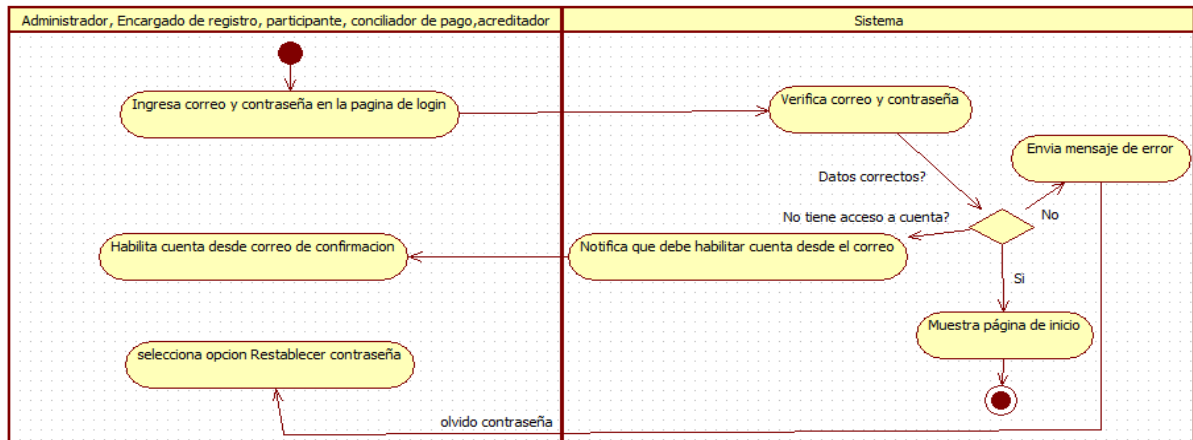 Administrador, Encargado de registro, participante, conciliador de pago,acreditador
Sistema
Ingresa correo y contraseña en la pagina de login
Verifica correo y contraseña
Envia mensaje de error
Datos correctos?
No tiene acceso a cuenta?
No
Habilita cuenta desde correo de confirmacion
Notifica que debe habilitar cuenta desde el correo
Si
Muestra página de inicio
selecciona opcion Restablecer contraseña
olvido contraseña